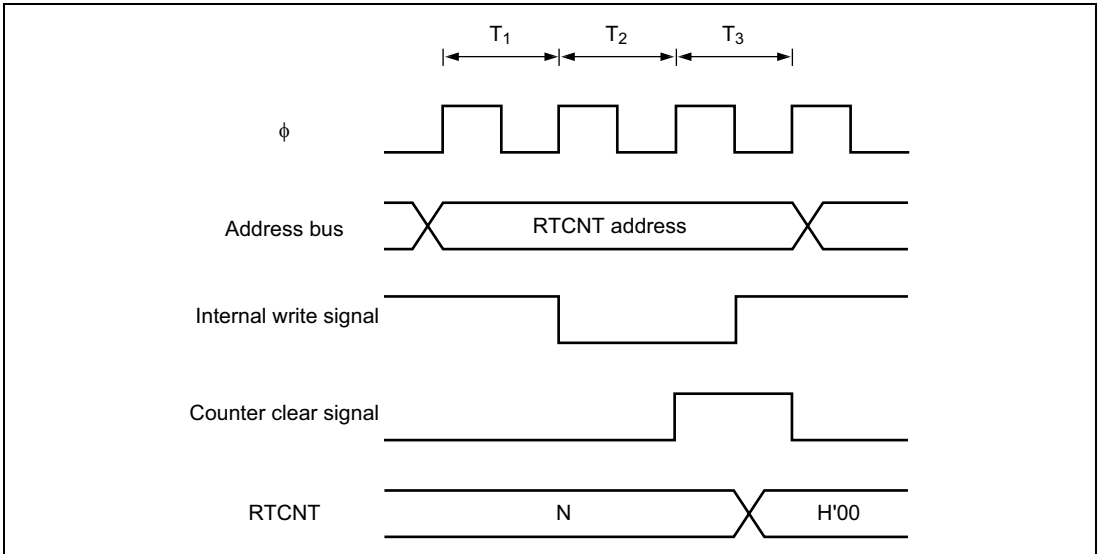 T1 T2 T3
ϕ
Address bus RTCNT address
Internal write signal
Counter clear signal
RTCNT N H'00